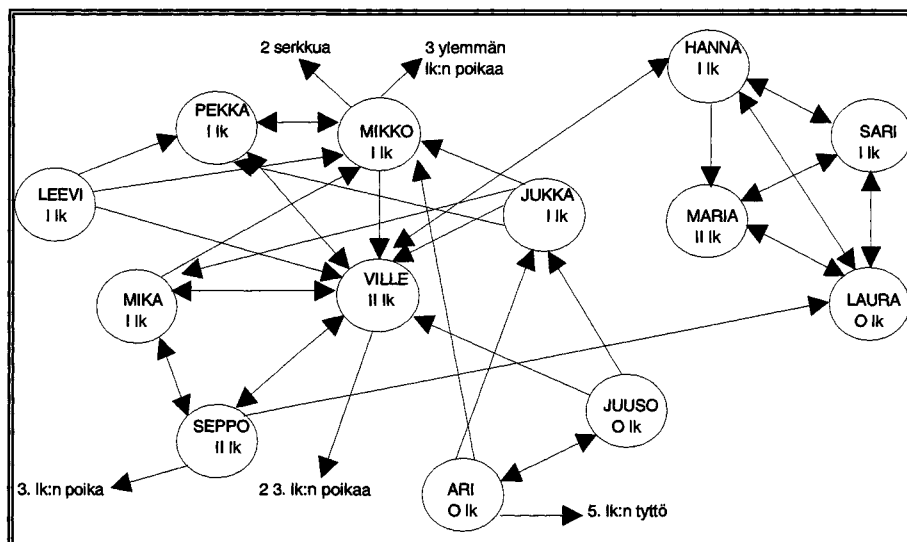 2 serkkua
3 ylemmän
lk:n poikaa
HANNA
I lk
PEKKA
I lk
MIKKO
I lk
SARI
I lk
LEEVI
I lk
JUKKA
I lk
MARIA
II lk
MIKA
I lk
VILLE
II lk
LAURA
O lk
SEPPO
II lk
JUUSO
O lk
3. lk:n poika
2 3. lk:n poikaa
ARI
O lk
5. lk:n tyttö